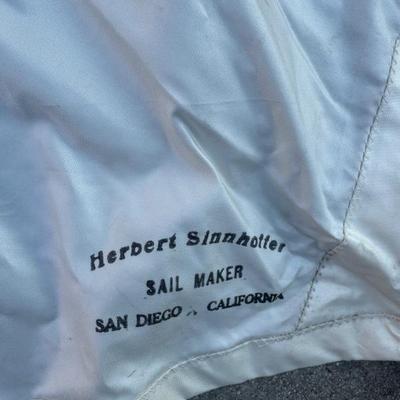 Herbert Sinnhoffer
SAIL MAKER
SAN DIEGO, CALIFORNIA